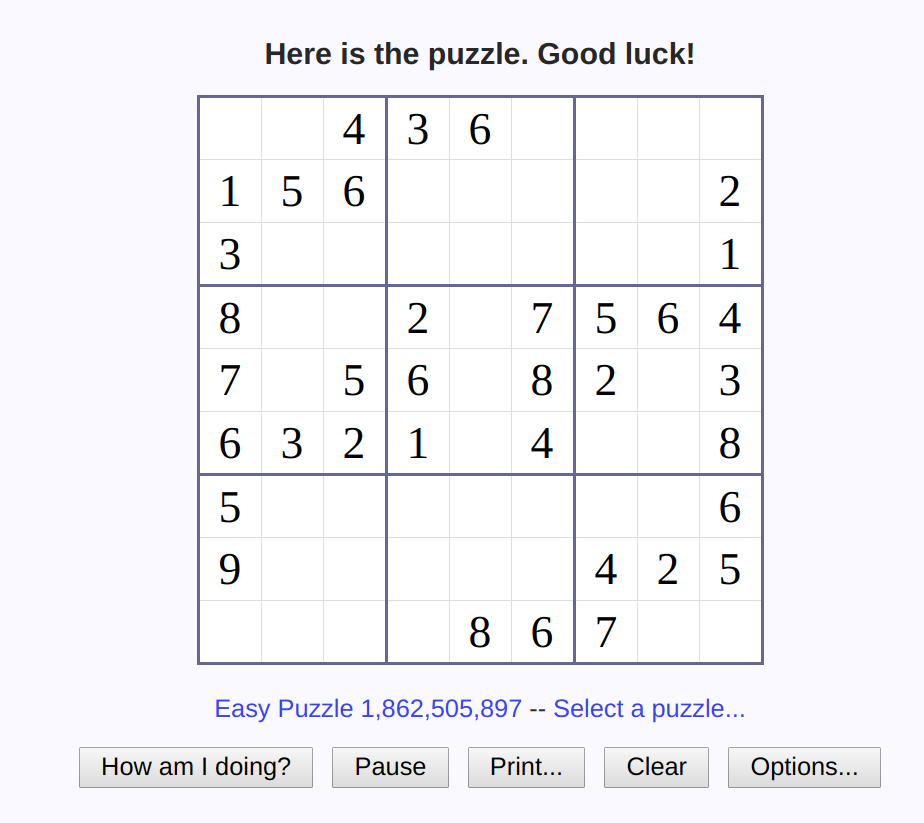 Here is the puzzle. Good luck!
4 3 6
1 5 6 2
3 1
8 2 7 5 6 4
7 5 6 8 2 3
6 3 2 1 4 8
5 6
9 4 2 5
8 6 7
Easy Puzzle 1,862,505,897 -- Select a puzzle...
How am I doing? Pause Print... Clear Options...